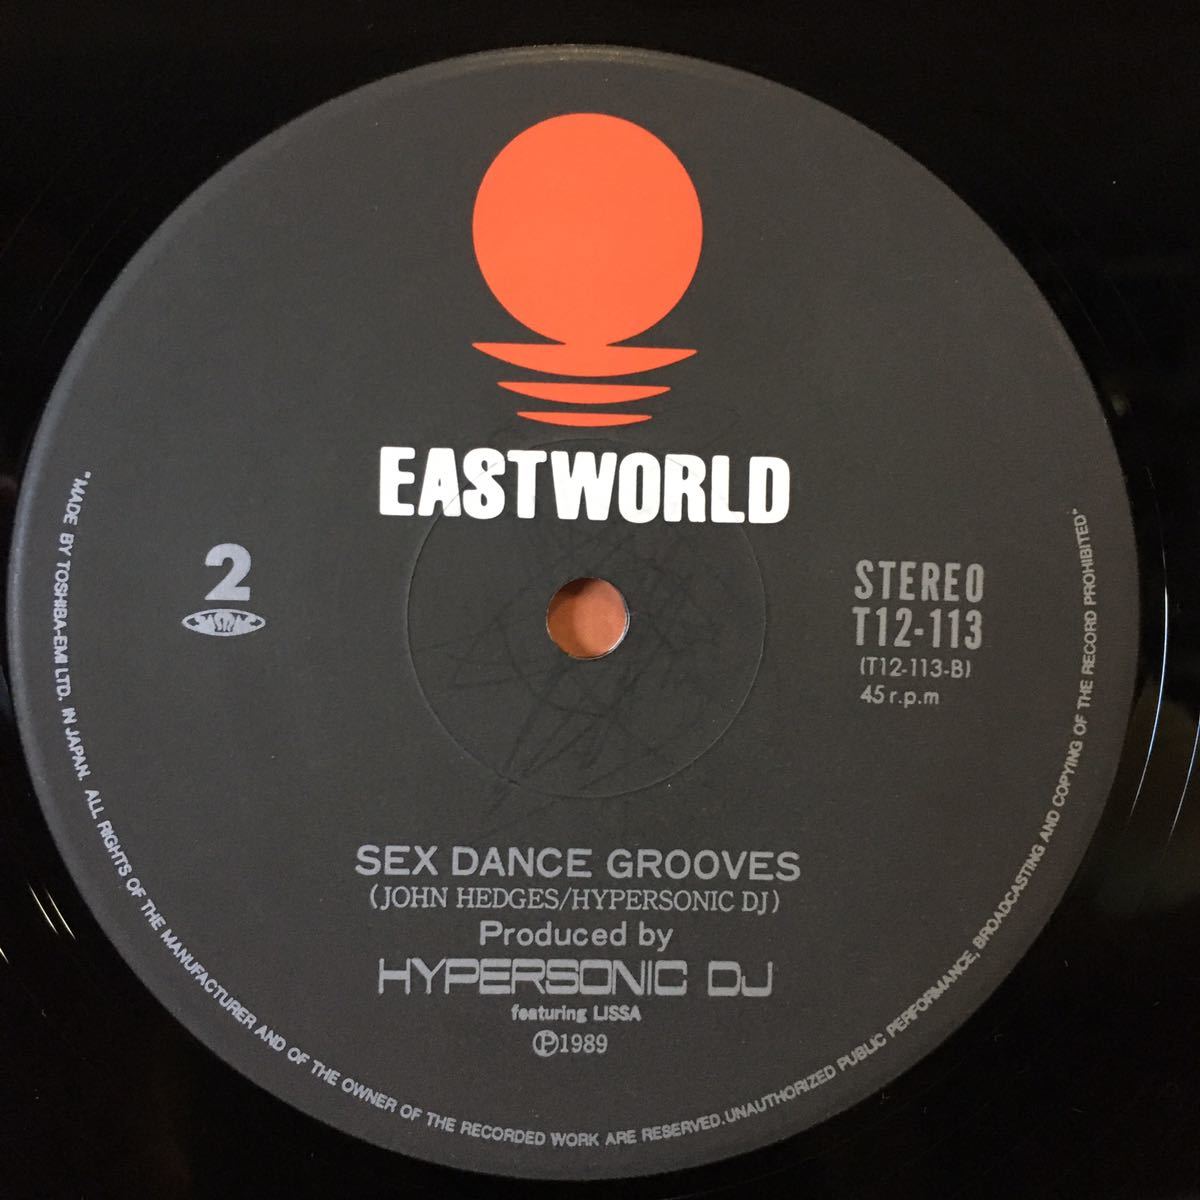 EASTWORLD
2
JASRAC
STEREO
T12-113
(T12-113-B)
45 r.p.m
SEX DANCE GROOVES
(JOHN HEDGES/HYPERSONIC DJ)
Produced by
HYPERSONIC DJ
featuring LISSA
℗1989
"MADE BY TOSHIBA-EMI LTD. IN JAPAN. ALL RIGHTS OF THE MANUFACTURER AND OF THE OWNER OF THE RECORDED WORK ARE RESERVED. UNAUTHORIZED PUBLIC PERFORMANCE, BROADCASTING AND COPYING OF THE RECORD PROHIBITED"